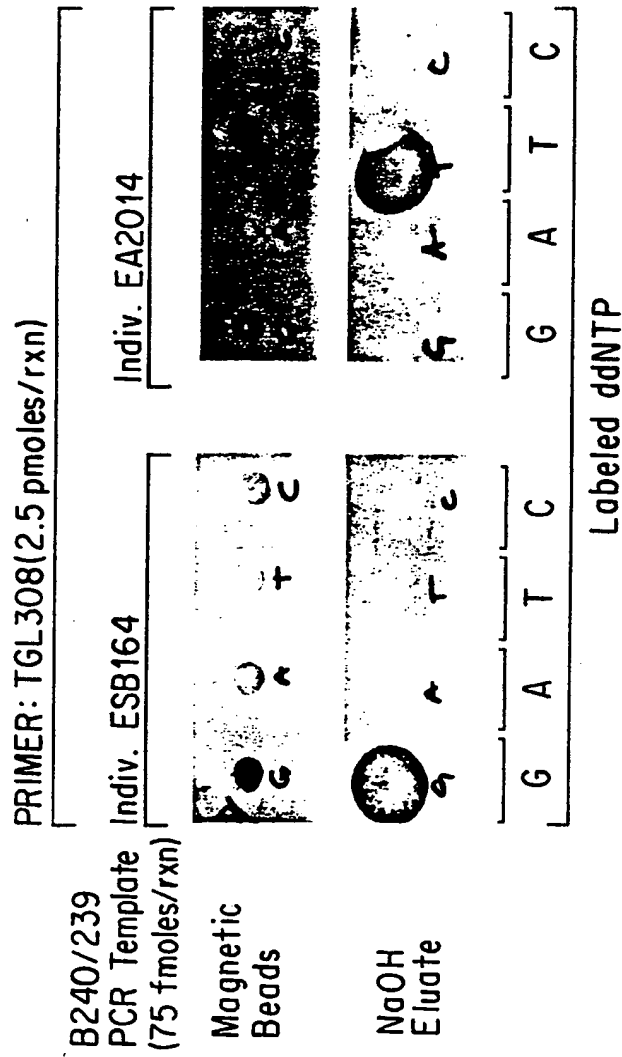 PRIMER: TGL308(2.5 pmoles/rxn)
B240/239
PCR Template
(75 fmoles/rxn)
Indiv. ESB164
Indiv. EA2014
Magnetic
Beads
G A T C
NaOH
Eluate
G A T C
G A T C
G A T C
G A T C
Labeled ddNTP